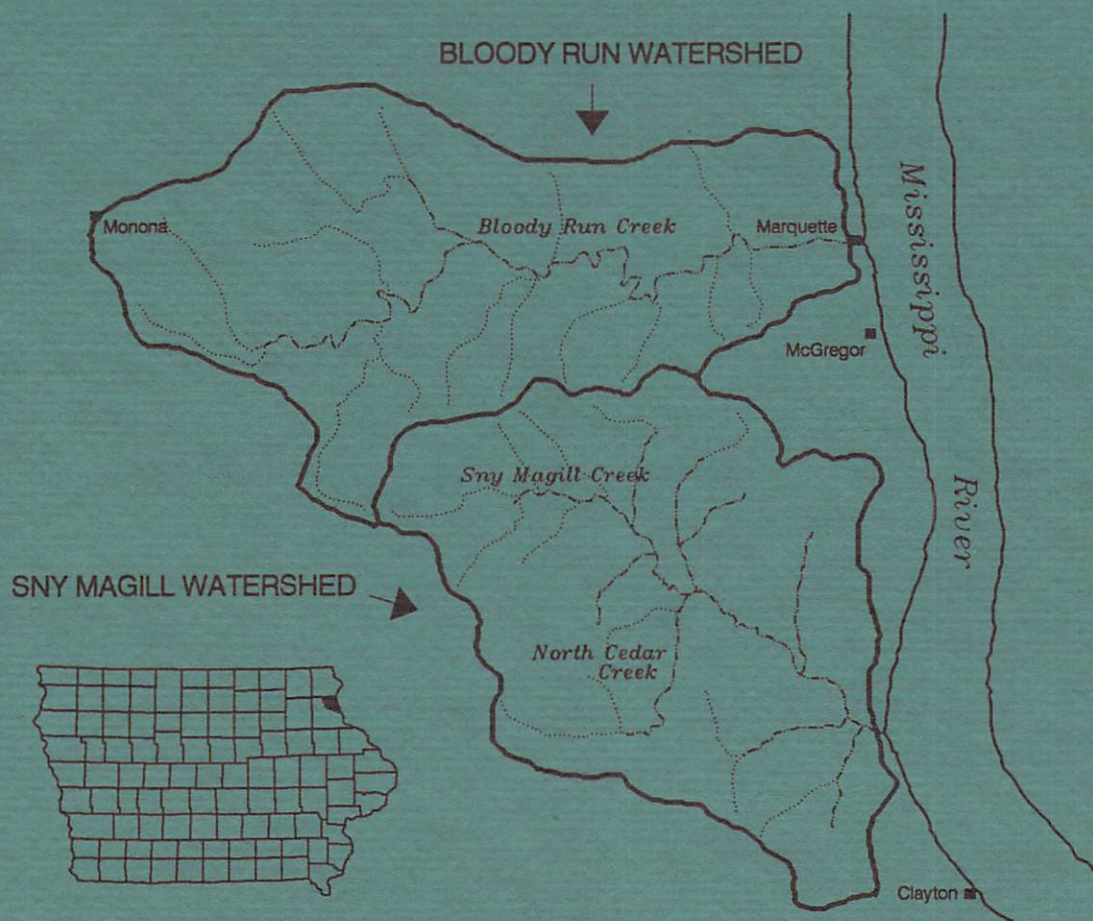 BLOODY RUN WATERSHED
Monona
Bloody Run Creek
Marquette
Mississippi
McGregor
Sny Magill Creek
River
SNY MAGILL WATERSHED
North Cedar
Creek
Clayton